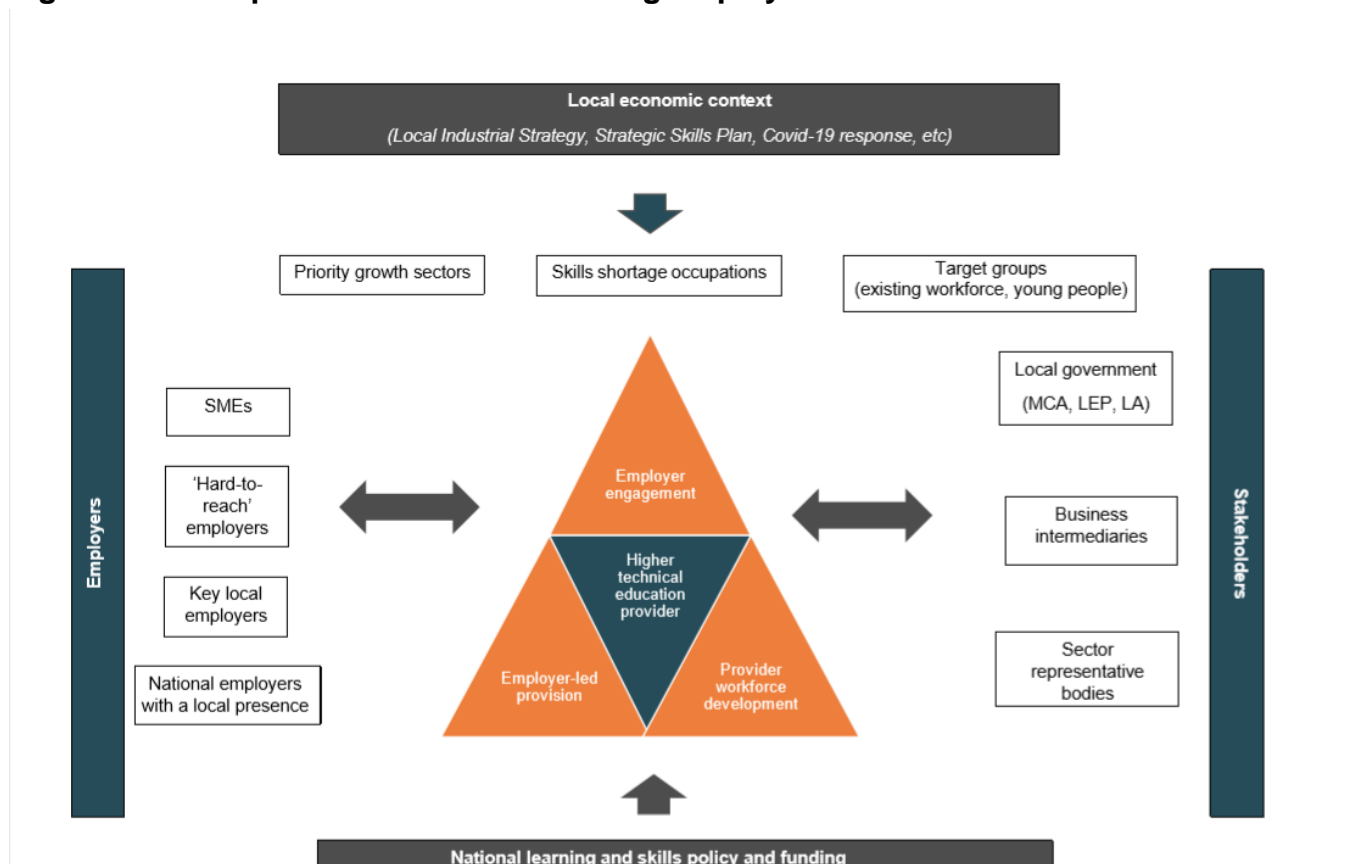 Local economic context
(Local Industrial Strategy, Strategic Skills Plan, Covid-19 response, etc)
Priority growth sectors
Skills shortage occupations
Target groups
(existing workforce, young people)
Employers
SMEs
'Hard-to-
reach'
employers
Key local
employers
National employers
with a local presence
Employer
engagement
Higher
technical
education
provider
Employer-led
provision
Provider
workforce
development
Local government
(MCA, LEP, LA)
Business
intermediaries
Sector
representative
bodies
Stakeholders
National learning and skills policy and funding